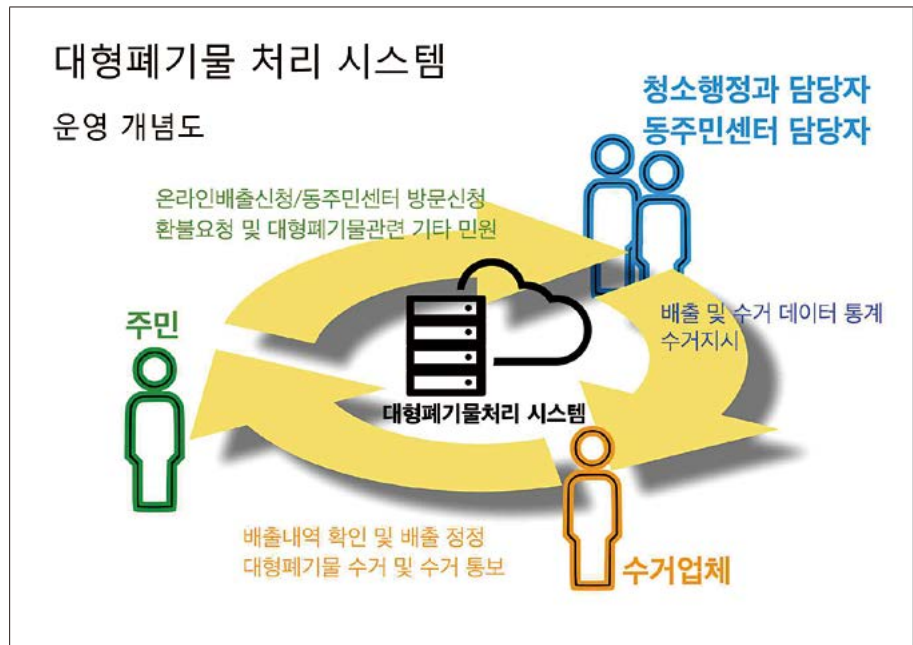 대형폐기물 처리 시스템
운영 개념도
청소행정과 담당자
동주민센터 담당자
온라인배출신청/동주민센터 방문신청
환불요청 및 대형폐기물관련 기타 민원
주민
배출 및 수거 데이터 통계
수거지시
대형폐기물처리 시스템
배출내역 확인 및 배출 정정
대형폐기물 수거 및 수거 통보
수거업체